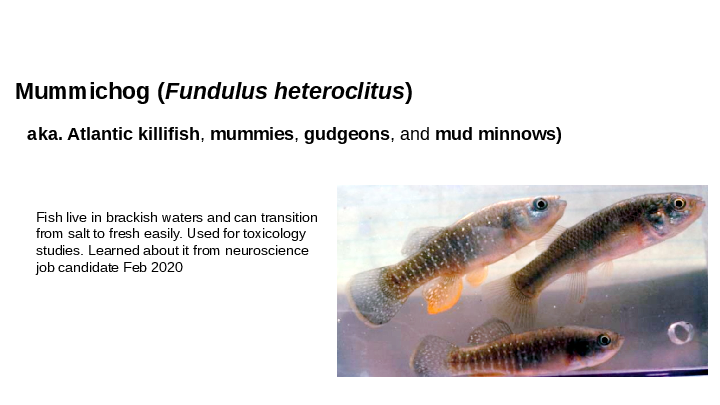 Mummichog (Fundulus heteroclitus)
aka. Atlantic killifish, mummies, gudgeons, and mud minnows)
Fish live in brackish waters and can transition
from salt to fresh easily. Used for toxicology
studies. Learned about it from neuroscience
job candidate Feb 2020